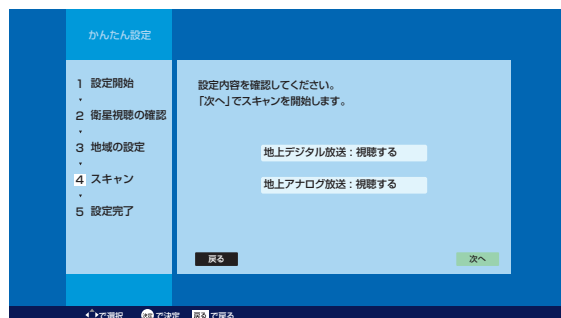 かんたん設定
1 設定開始
2 衛星視聴の確認
3 地域の設定
4 スキャン
5 設定完了
設定内容を確認してください。
「次へ」でスキャンを開始します。
地上デジタル放送：視聴する
地上アナログ放送：視聴する
戻る
次へ
で選択 決定 で決定 戻る で戻る